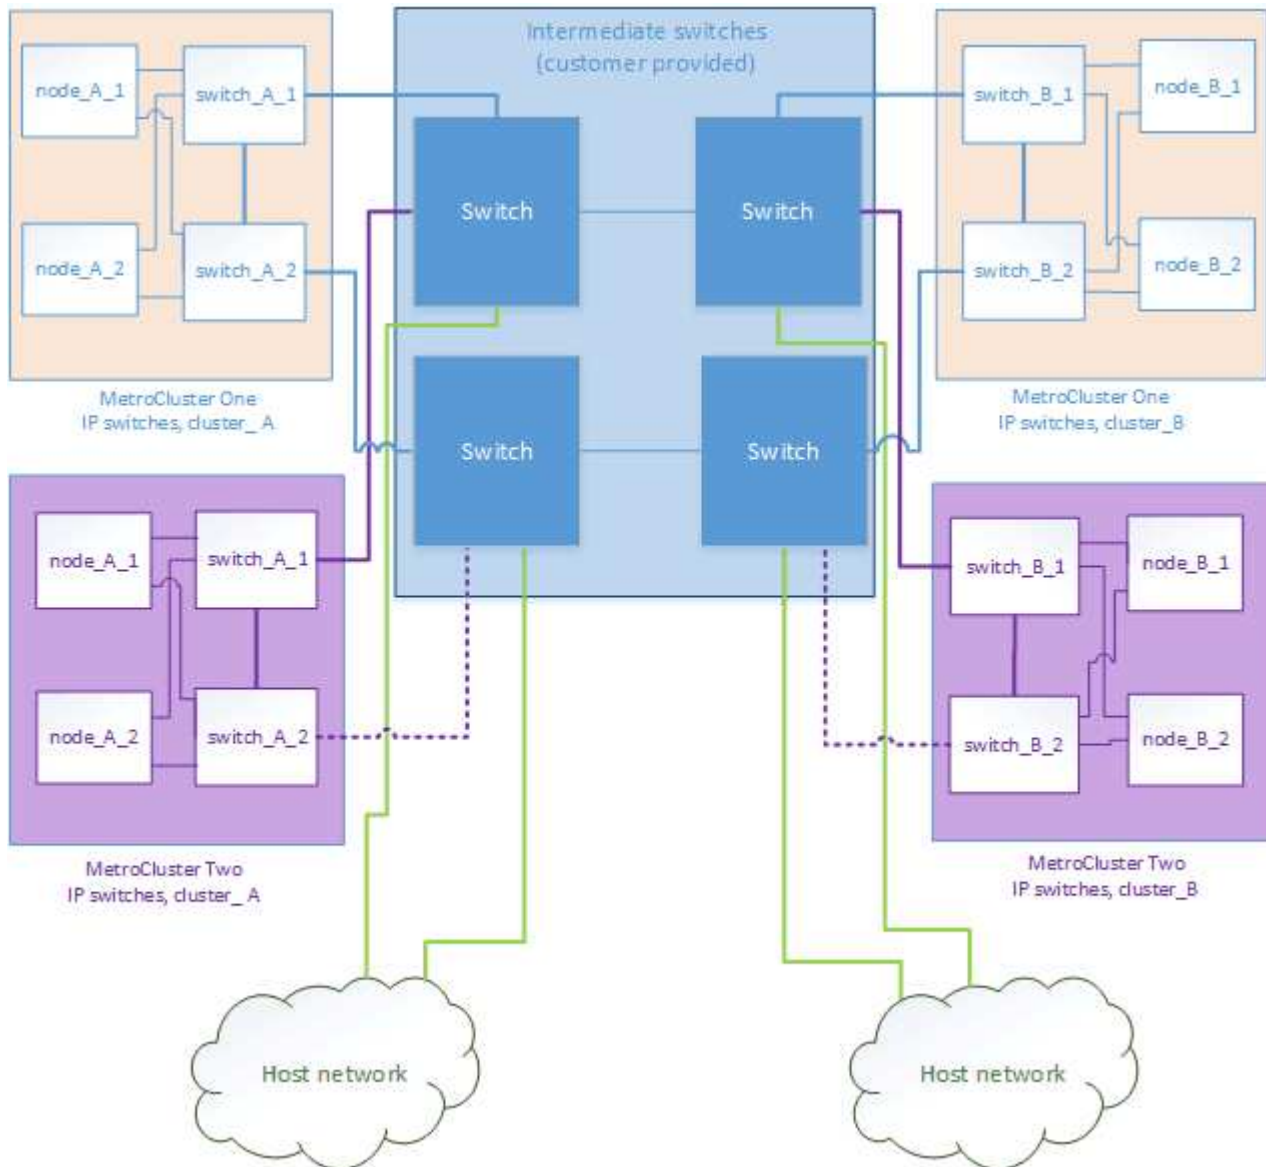 Intermediate switches
(customer provided)
node_A_1
switch_A_1
node_A_2
switch_A_2
MetroCluster One
IP switches, cluster_ A
Switch
Switch
Switch
Switch
switch_B_1
node_B_1
switch_B_2
node_B_2
MetroCluster One
IP switches, cluster_B
node_A_1
switch_A_1
node_A_2
switch_A_2
MetroCluster Two
IP switches, cluster_ A
switch_B_1
node_B_1
switch_B_2
node_B_2
MetroCluster Two
IP switches, cluster_B
Host network
Host network